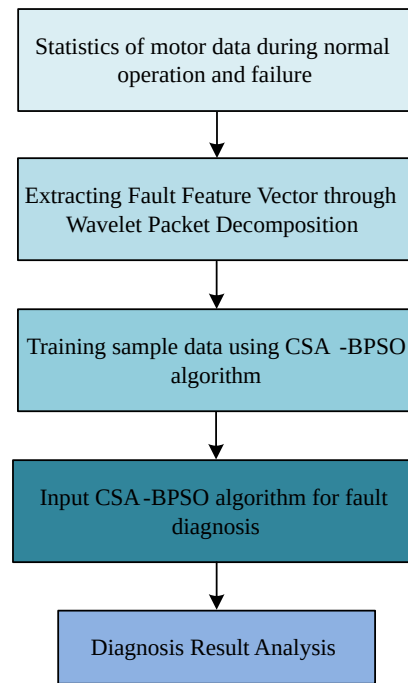 Statistics of motor data during normal
operation and failure
Extracting Fault Feature Vector through
Wavelet Packet Decomposition
Training sample data using CSA -BPSO
algorithm
Input CSA-BPSO algorithm for fault
diagnosis
Diagnosis Result Analysis